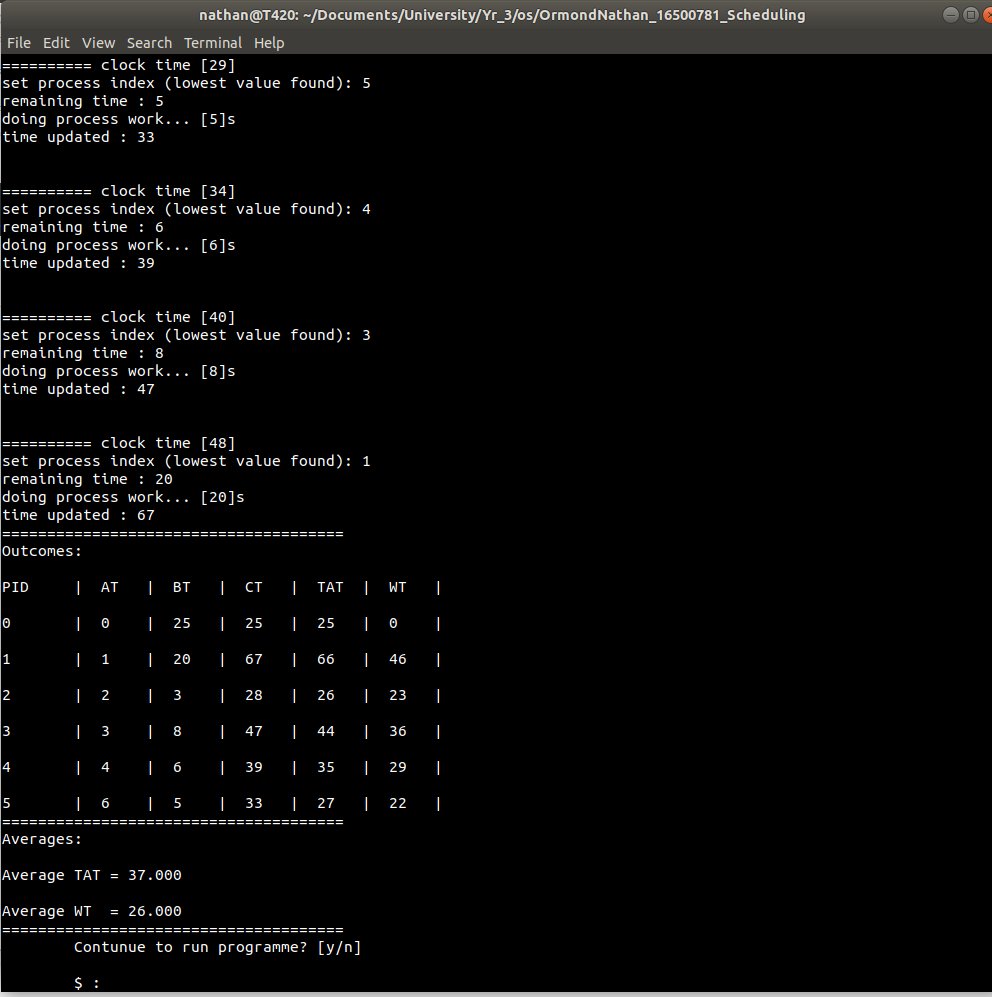 nathan@T420: ~/Documents/University/Yr_3/os/OrmondNathan_16500781_Scheduling
File Edit View Search Terminal Help
========== clock time [29]
set process index (lowest value found): 5
remaining time : 5
doing process work... [5]s
time updated : 33
========== clock time [34]
set process index (lowest value found): 4
remaining time : 6
doing process work... [6]s
time updated : 39
========== clock time [40]
set process index (lowest value found): 3
remaining time : 8
doing process work... [8]s
time updated : 47
========== clock time [48]
set process index (lowest value found): 1
remaining time : 20
doing process work... [20]s
time updated : 67
======================================
Outcomes:
PID     |  AT   |  BT   |  CT   |  TAT  |  WT   |
0       |  0    |  25   |  25   |  25   |  0    |
1       |  1    |  20   |  67   |  66   |  46   |
2       |  2    |  3    |  28   |  26   |  23   |
3       |  3    |  8    |  47   |  44   |  36   |
4       |  4    |  6    |  39   |  35   |  29   |
5       |  6    |  5    |  33   |  27   |  22   |
======================================
Averages:
Average TAT = 37.000
Average WT  = 26.000
======================================
Contunue to run programme? [y/n]
$ :